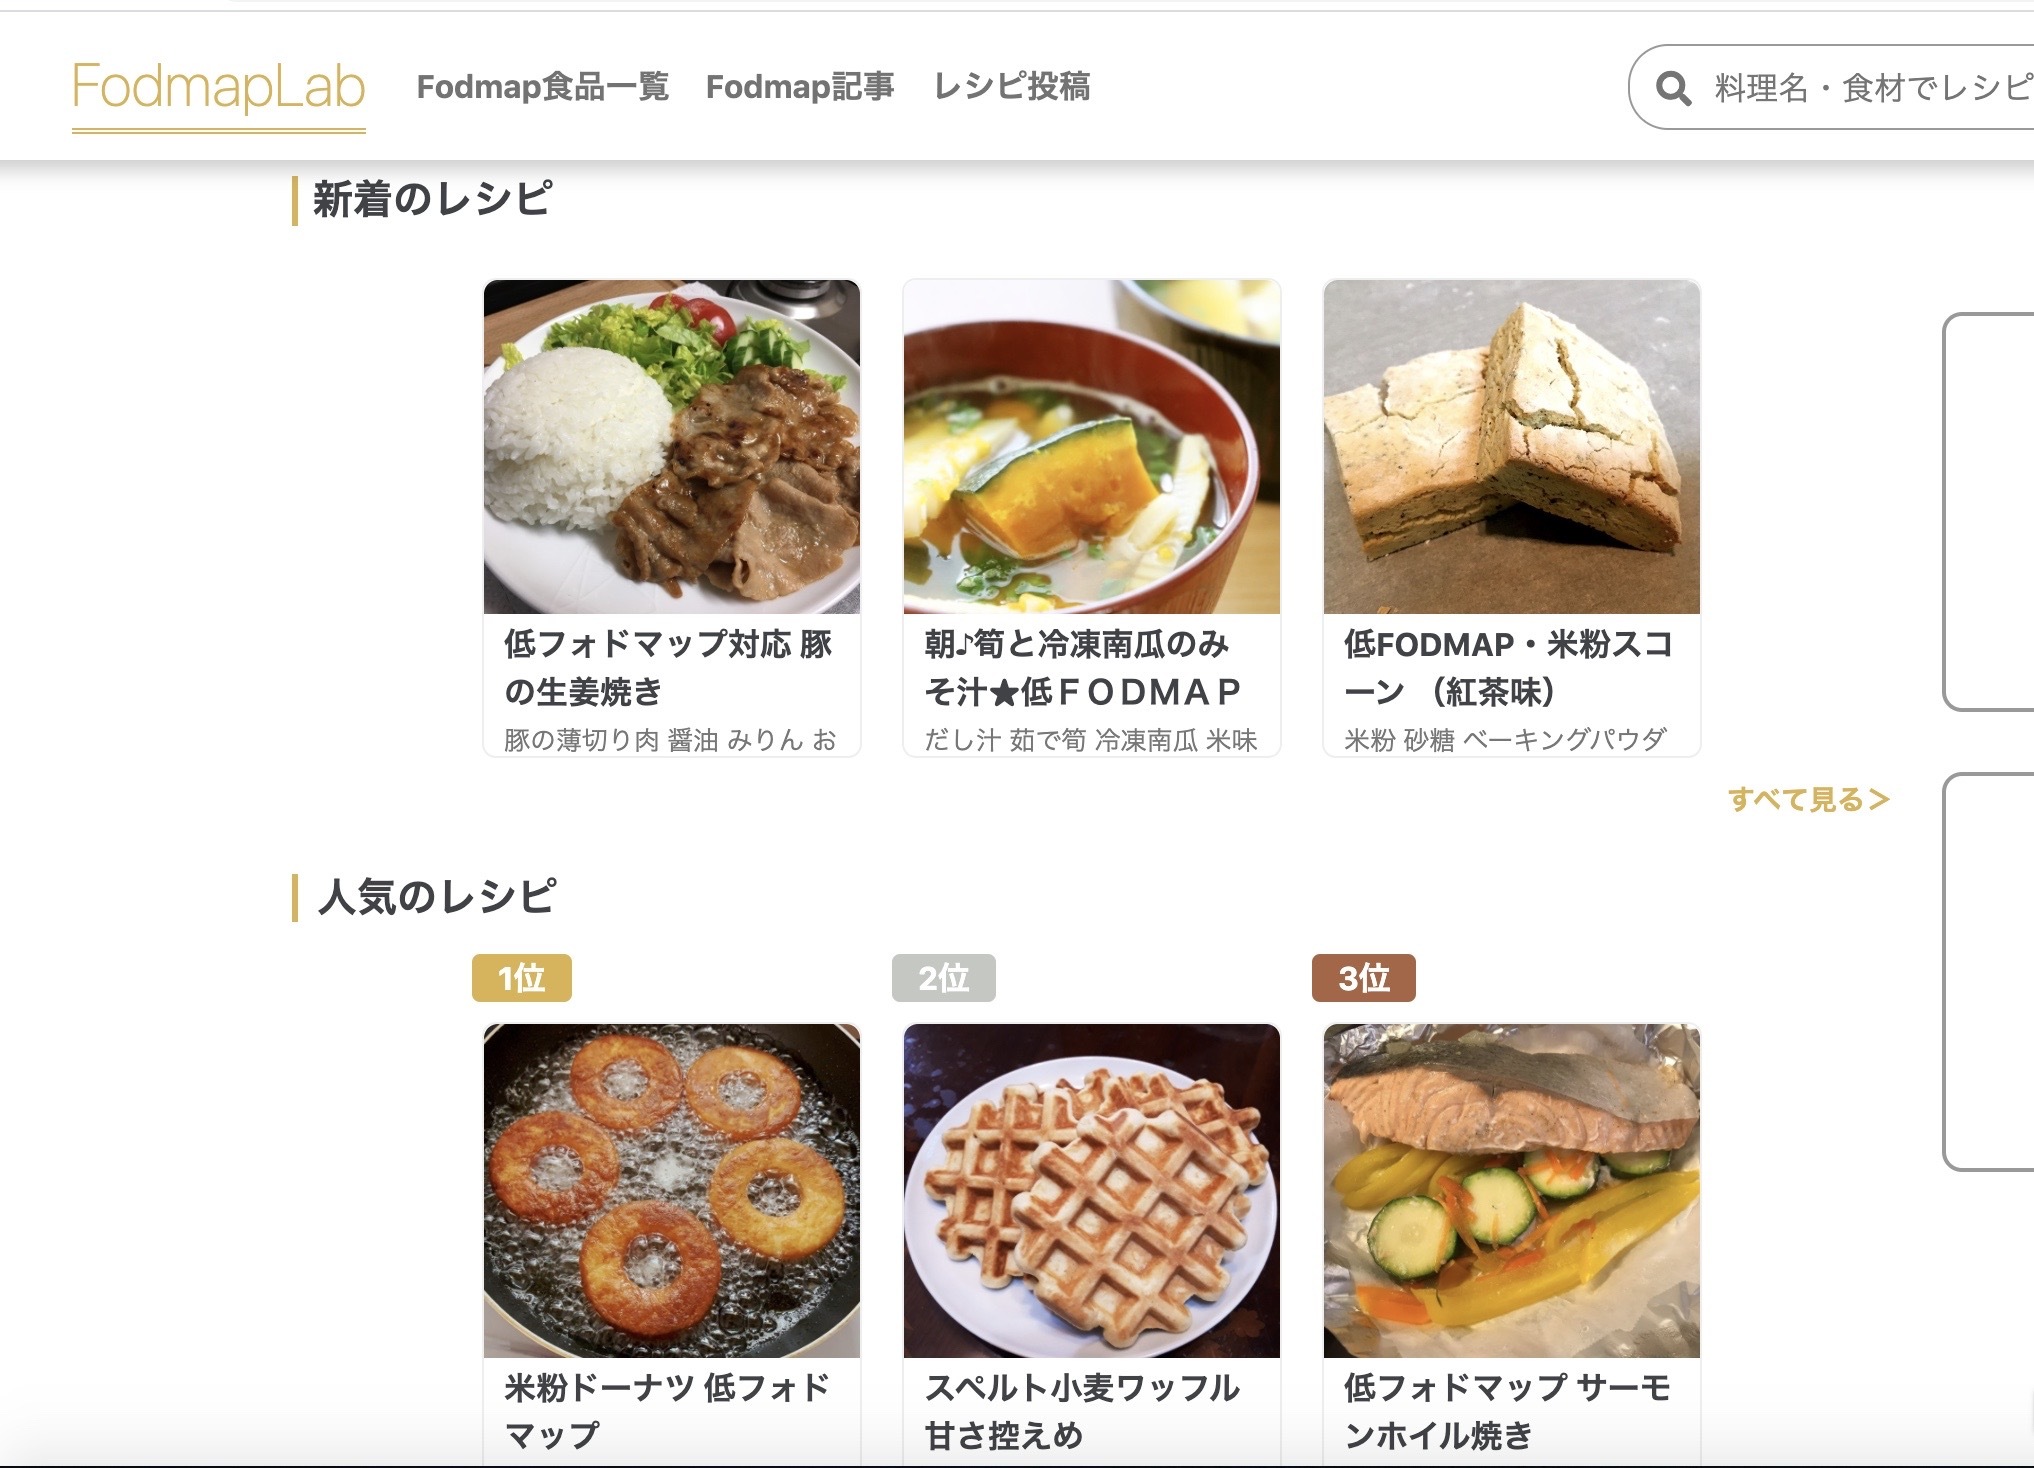 FodmapLab
Fodmap食品一覧 Fodmap記事 レシピ投稿
料理名・食材でレシピ
新着のレシピ
低フォドマップ対応 豚
の生姜焼き
豚の薄切り肉 醤油 みりん お
朝♪筍と冷凍南瓜のみ
そ汁★低ＦＯＤＭＡＰ
だし汁 茹で筍 冷凍南瓜 米味
低FODMAP・米粉スコ
ーン （紅茶味）
米粉 砂糖 ベーキングパウダ
すべて見る＞
人気のレシピ
1位
2位
3位
米粉ドーナツ 低フォド
マップ
スペルト小麦ワッフル
甘さ控えめ
低フォドマップ サーモ
ンホイル焼き